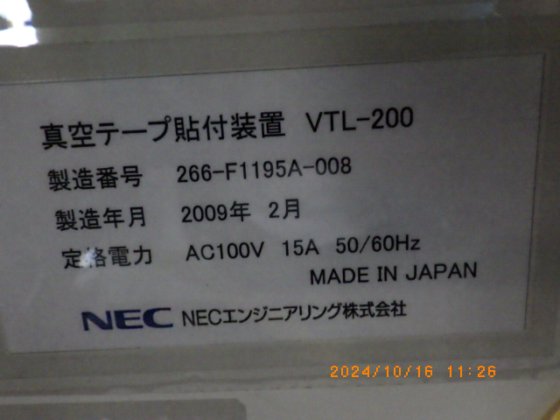 真空テープ貼付装置 VTL-200
製造番号 266-F1195A-008
製造年月 2009年 2月
定格電力 AC100V 15A 50/60Hz
MADE IN JAPAN
NEC NECエンジニアリング株式会社
2024/10/16 11:26